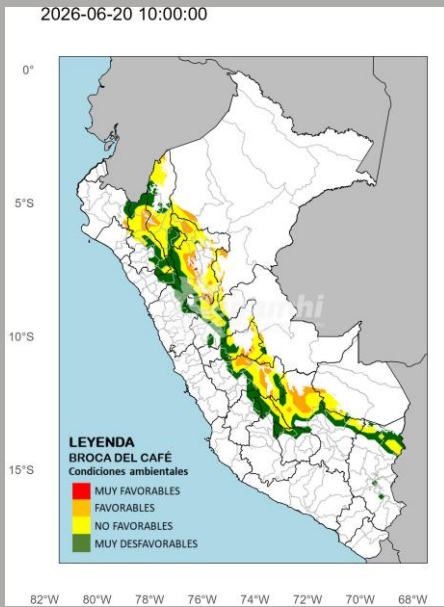 2026-06-20 10:00:00
0°
5°S
10°S
15°S
LEYENDA
BROCA DEL CAFÉ
Condiciones ambientales
MUY FAVORABLES
FAVORABLES
NO FAVORABLES
MUY DESFAVORABLES
82°W 80°W 78°W 76°W 74°W 72°W 70°W 68°W